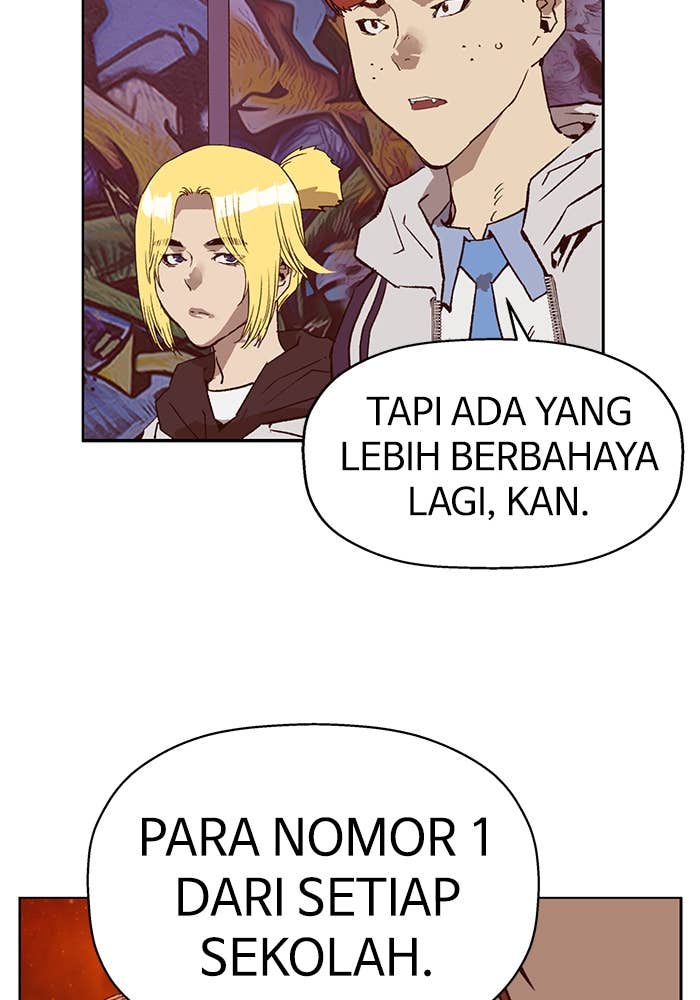 TAPI ADA YANG
LEBIH BERBAHAYA
LAGI, KAN.
PARA NOMOR 1
DARI SETIAP
SEKOLAH.